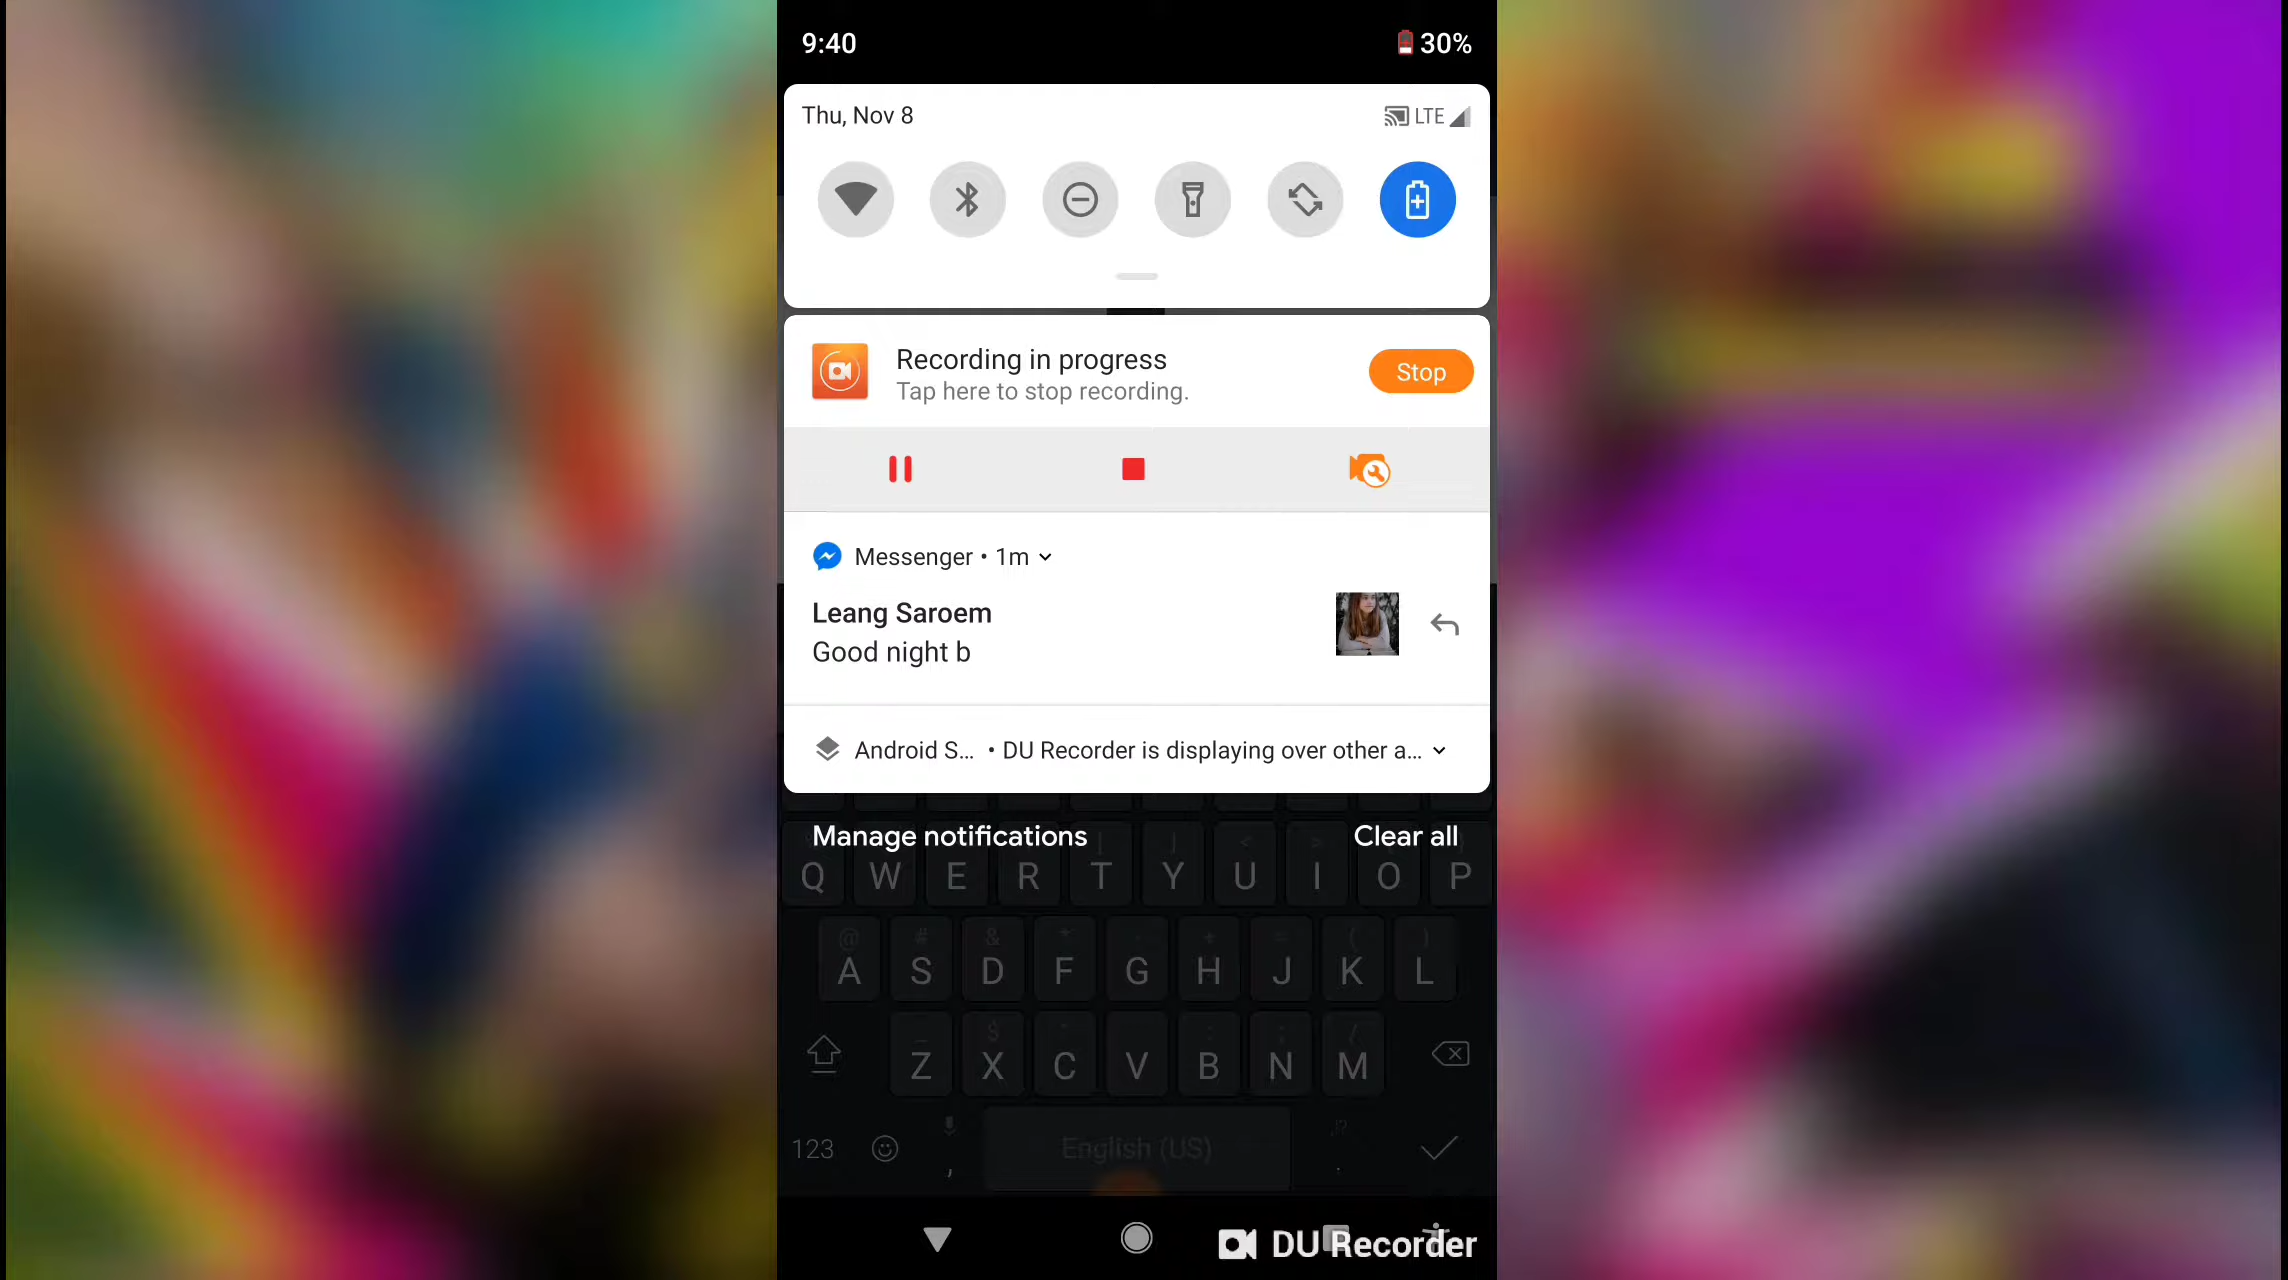 9:40
30%
Thu, Nov 8
LTE
Recording in progress
Tap here to stop recording.
Stop
Messenger • 1m
Leang Saroem
Good night b
Android S... • DU Recorder is displaying over other a...
Manage notifications
Clear all
Q W E R T Y U I O P
@ # &
A S D F G H J K L
Z X C V B N M
123
English (US)
DU Recorder